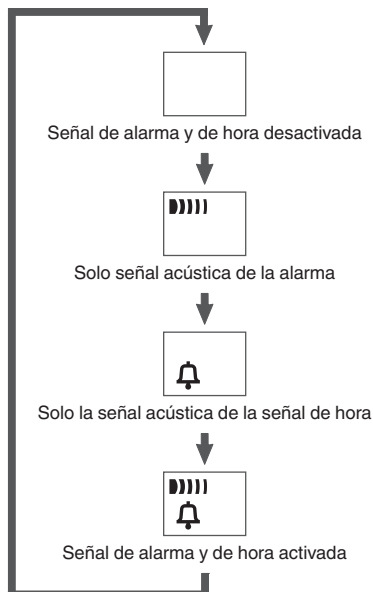 Señal de alarma y de hora desactivada
Solo señal acústica de la alarma
Solo la señal acústica de la señal de hora
Señal de alarma y de hora activada